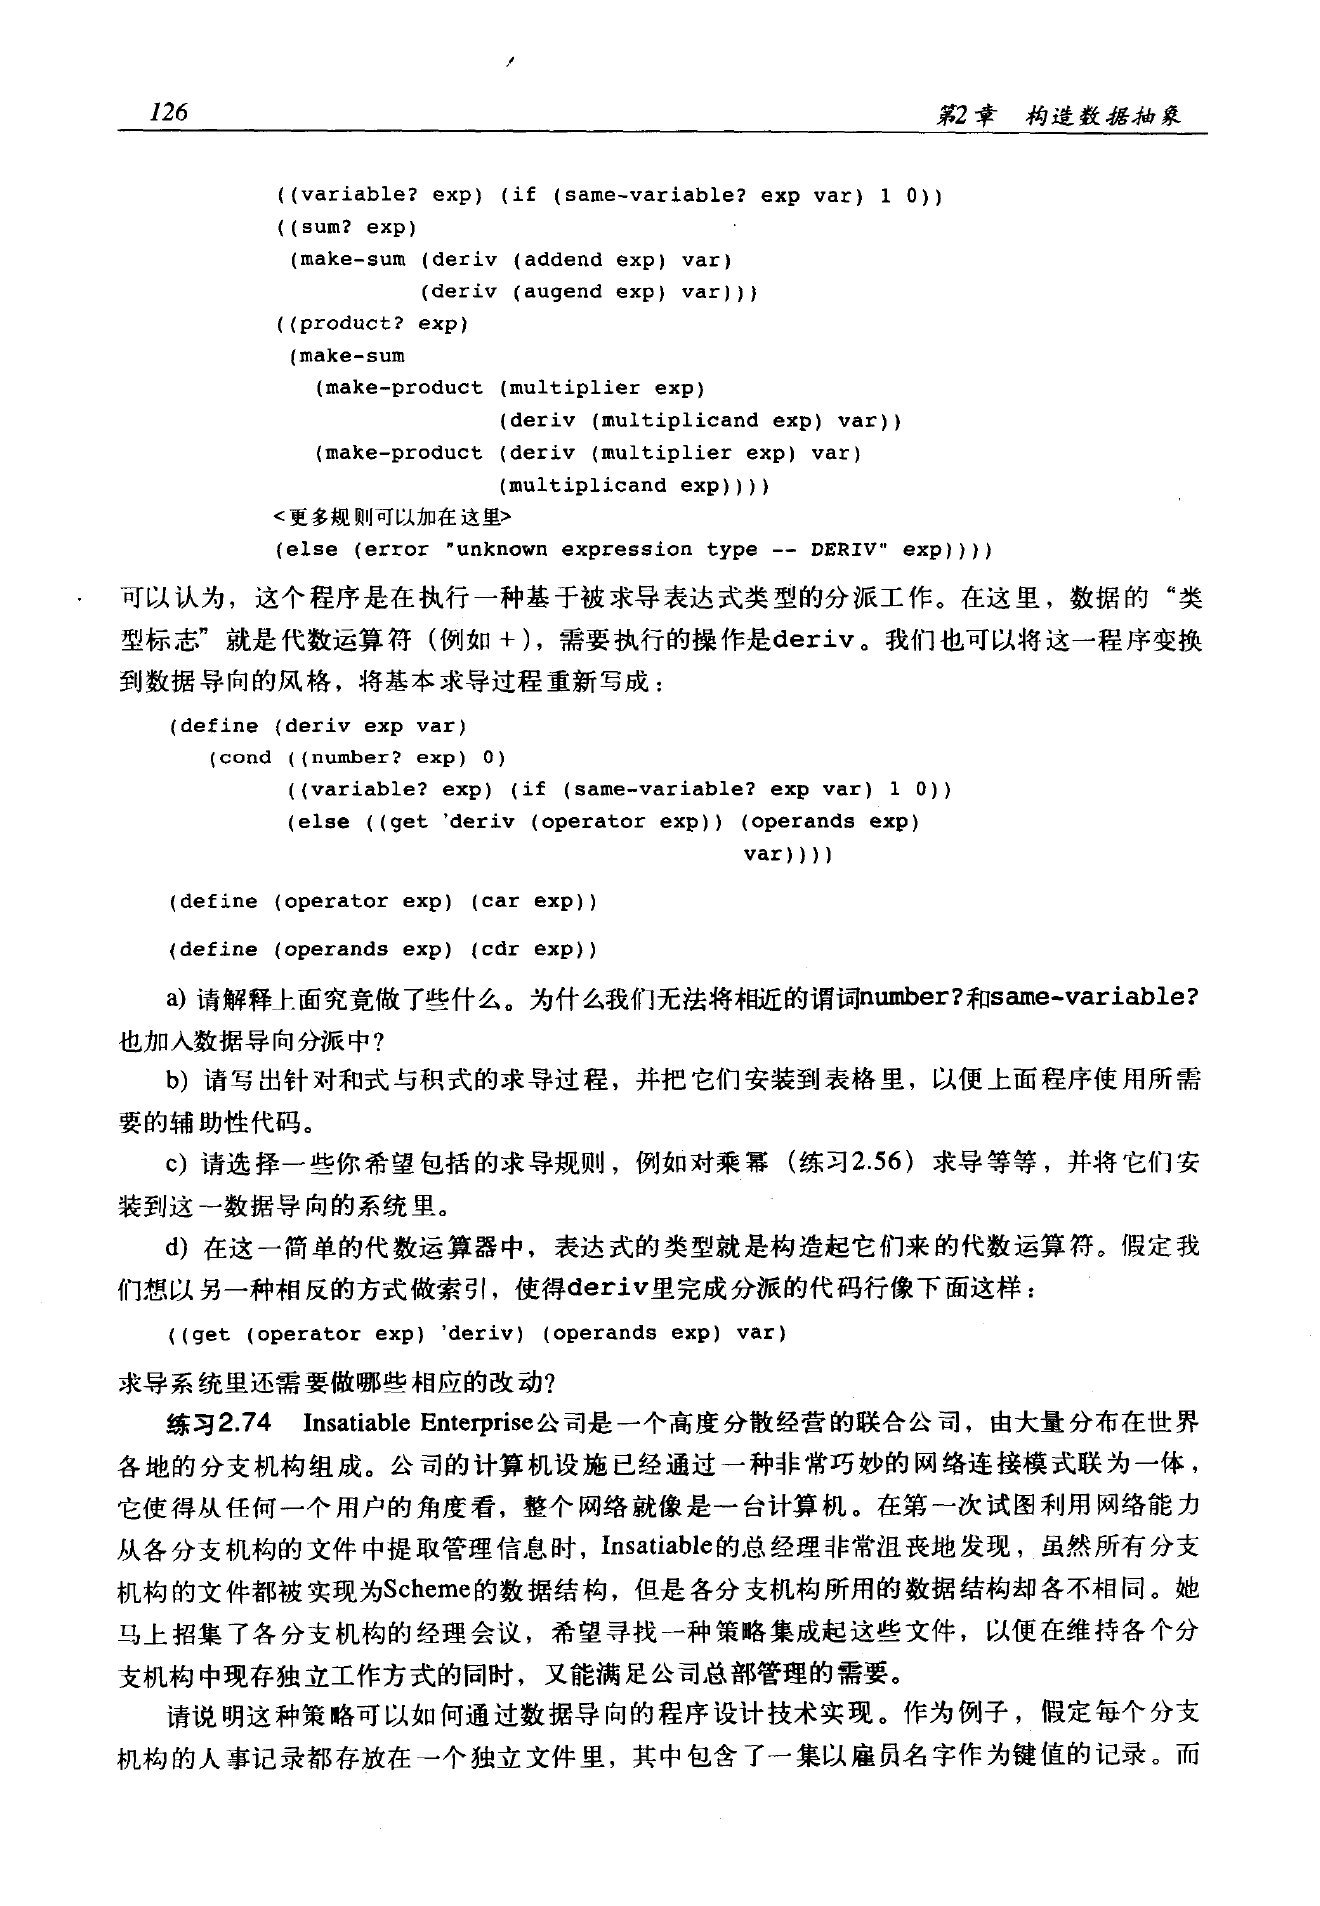 126 第2章 构造数据抽象
((variable? exp) (if (same-variable? exp var) 1 0))
((sum? exp)
(make-sum (deriv (addend exp) var)
(deriv (augend exp) var)))
((product? exp)
(make-sum
(make-product (multiplier exp)
(deriv (multiplicand exp) var))
(make-product (deriv (multiplier exp) var)
(multiplicand exp))))
<更多规则可以加在这里>
(else (error "unknown expression type -- DERIV" exp))))
可以认为，这个程序是在执行一种基于被求导表达式类型的分派工作。在这里，数据的“类
型标志”就是代数运算符（例如+），需要执行的操作是deriv。我们也可以将这一程序变换
到数据导向的风格，将基本求导过程重新写成：
(define (deriv exp var)
(cond ((number? exp) 0)
((variable? exp) (if (same-variable? exp var) 1 0))
(else ((get 'deriv (operator exp)) (operands exp)
var))))
(define (operator exp) (car exp))
(define (operands exp) (cdr exp))
a) 请解释上面究竟做了些什么。为什么我们无法将相近的谓词number?和same-variable?
也加入数据导向分派中？
b) 请写出针对和式与积式的求导过程，并把它们安装到表格里，以便上面程序使用所需
要的辅助性代码。
c) 请选择一些你希望包括的求导规则，例如对乘幂（练习2.56）求导等等，并将它们安
装到这一数据导向的系统里。
d) 在这一简单的代数运算器中，表达式的类型就是构造起它们来的代数运算符。假定我
们想以另一种相反的方式做索引，使得deriv里完成分派的代码行像下面这样：
((get (operator exp) 'deriv) (operands exp) var)
求导系统里还需要做哪些相应的改动？
练习2.74 Insatiable Enterprise公司是一个高度分散经营的联合公司，由大量分布在世界
各地的分支机构组成。公司的计算机设施已经通过一种非常巧妙的网络连接模式联为一体，
它使得从任何一个用户的角度看，整个网络就像是一台计算机。在第一次试图利用网络能力
从各分支机构的文件中提取管理信息时，Insatiable的总经理非常沮丧地发现，虽然所有分支
机构的文件都被实现为Scheme的数据结构，但是各分支机构所用的数据结构却各不相同。她
马上招集了各分支机构的经理会议，希望寻找一种策略集成起这些文件，以便在维持各个分
支机构中现存独立工作方式的同时，又能满足公司总部管理的需要。
请说明这种策略可以如何通过数据导向的程序设计技术实现。作为例子，假定每个分支
机构的人事记录都存放在一个独立文件里，其中包含了一集以雇员名字作为键值的记录。而